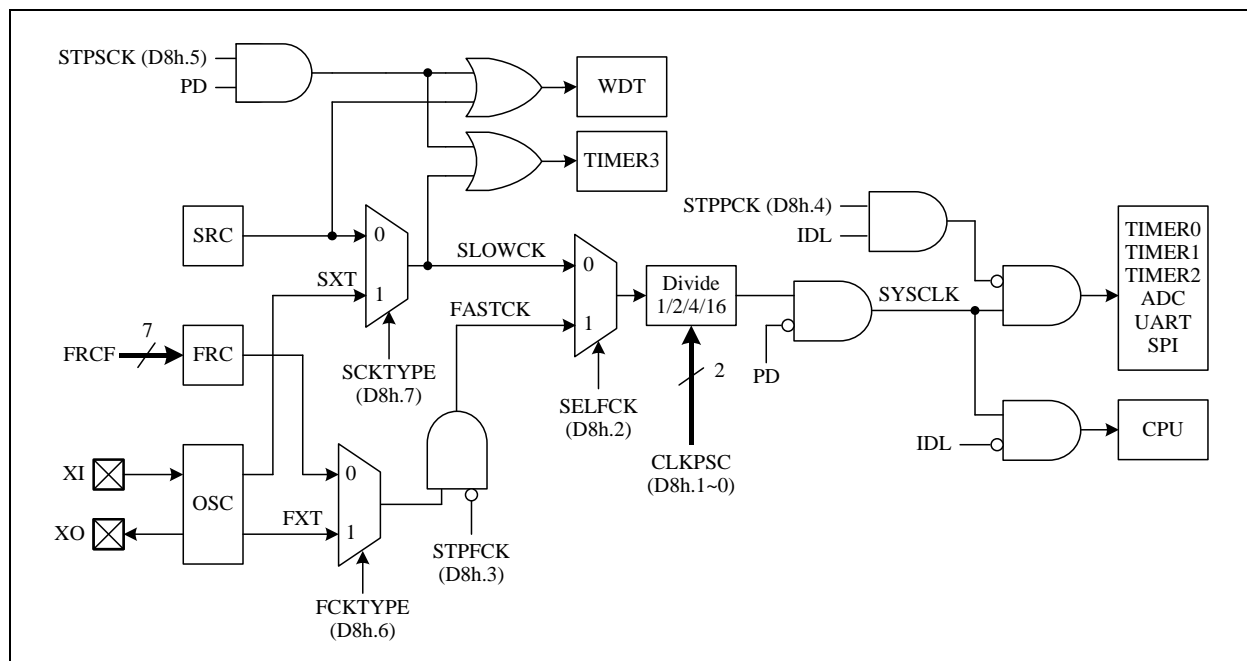 STPSCK (D8h.5)
PD
WDT
TIMER3
SRC
0
SXT
1
SLOWCK
FASTCK
SCKTYPE
(D8h.7)
FRCF
7
FRC
XI
XO
OSC
FXT
0
1
FCKTYPE
(D8h.6)
STPFCK
(D8h.3)
0
1
SELFCK
(D8h.2)
Divide
1/2/4/16
2
CLKPSC
(D8h.1~0)
PD
SYSCLK
STPPCK (D8h.4)
IDL
TIMER0
TIMER1
TIMER2
ADC
UART
SPI
IDL
CPU